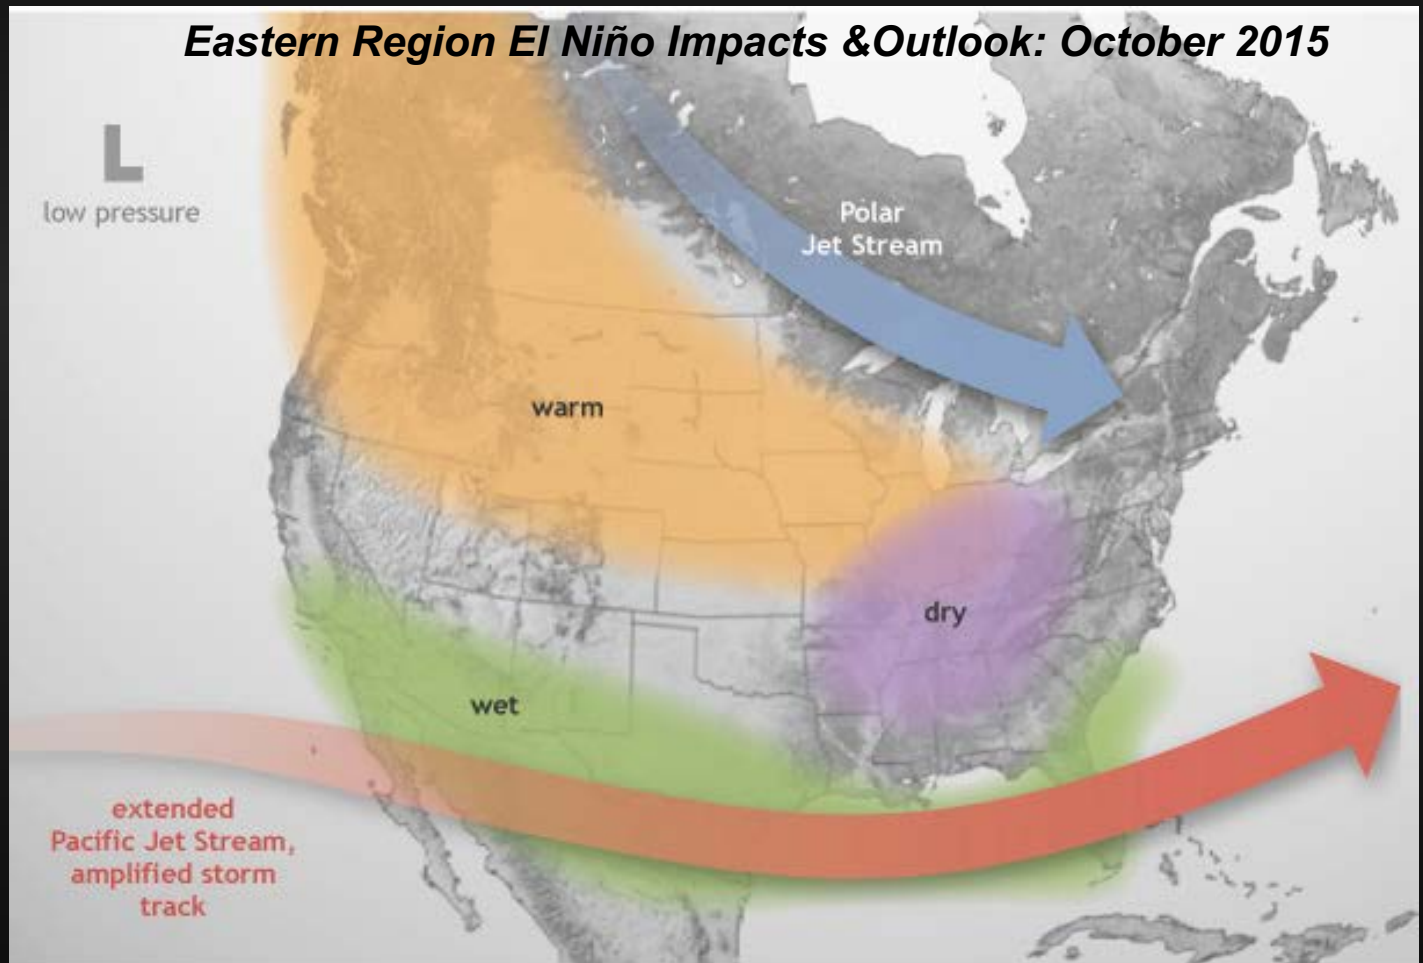 Eastern Region El Niño Impacts &Outlook: October 2015
L
low pressure
Polar
Jet Stream
warm
dry
wet
extended
Pacific Jet Stream,
amplified storm
track